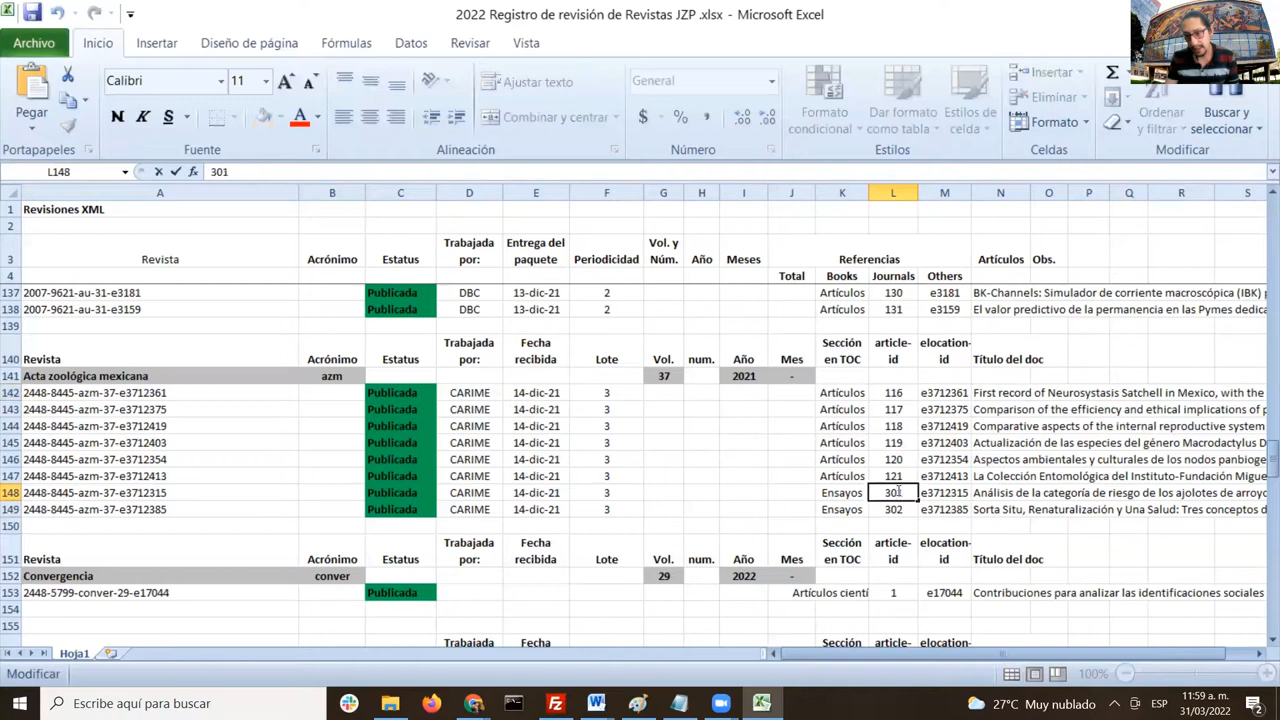 2022 Registro de revisión de Revistas JZP .xlsx - Microsoft Excel
Archivo Inicio Insertar Diseño de página Fórmulas Datos Revisar Vista
Pegar
Portapapeles
Calibri 11
N K S
Fuente
Ajustar texto
Combinar y centrar
Alineación
General
$ % 000
Número
Formato condicional
Dar formato como tabla
Estilos de celda
Estilos
Insertar
Eliminar
Formato
Celdas
Σ
Ordenar y filtrar
Buscar y seleccionar
Modificar
L148 fx 301
A B C D E F G H I J K L M N O P Q R S
1 Revisiones XML
2
3 Revista Acrónimo Estatus Trabajada por: Entrega del paquete Periodicidad Vol. y Núm. Año Meses Referencias Artículos Obs.
4 Total Books Journals Others
137 2007-9621-au-31-e3181 Publicada DBC 13-dic-21 2 Artículos 130 e3181 BK-Channels: Simulador de corriente macroscópica (IBK)
138 2007-9621-au-31-e3159 Publicada DBC 13-dic-21 2 Artículos 131 e3159 El valor predictivo de la permanencia en las Pymes dedica
139
140 Revista Acrónimo Estatus Trabajada por: Fecha recibida Lote Vol. num. Año Mes Sección en TOC article-id elocation-id Título del doc
141 Acta zoológica mexicana azm 37 2021 -
142 2448-8445-azm-37-e3712361 Publicada CARIME 14-dic-21 3 Artículos 116 e3712361 First record of Neurosystasis Satchell in Mexico, with the
143 2448-8445-azm-37-e3712375 Publicada CARIME 14-dic-21 3 Artículos 117 e3712375 Comparison of the efficiency and ethical implications of
144 2448-8445-azm-37-e3712419 Publicada CARIME 14-dic-21 3 Artículos 118 e3712419 Comparative aspects of the internal reproductive system
145 2448-8445-azm-37-e3712403 Publicada CARIME 14-dic-21 3 Artículos 119 e3712403 Actualización de las especies del género Macrodactylus D
146 2448-8445-azm-37-e3712354 Publicada CARIME 14-dic-21 3 Artículos 120 e3712354 Aspectos ambientales y culturales de los nodos panbioge
147 2448-8445-azm-37-e3712413 Publicada CARIME 14-dic-21 3 Artículos 121 e3712413 La Colección Entomológica del Instituto-Fundación Migue
148 2448-8445-azm-37-e3712315 Publicada CARIME 14-dic-21 3 Ensayos 301 e3712315 Análisis de la categoría de riesgo de los ajolotes de arroyo
149 2448-8445-azm-37-e3712385 Publicada CARIME 14-dic-21 3 Ensayos 302 e3712385 Sorta Situ, Renaturalización y Una Salud: Tres conceptos d
150
151 Revista Acrónimo Estatus Trabajada por: Fecha recibida Lote Vol. num. Año Mes Sección en TOC article-id elocation-id Título del doc
152 Convergencia conver 29 2022 -
153 2448-5799-conver-29-e17044 Publicada Artículos cientí 1 e17044 Contribuciones para analizar las identificaciones sociales
154
155
Trabajada Fecha Sección article- elocation-
Hoja1
Modificar 100%
Escribe aquí para buscar
27°C Muy nublado ESP 11:59 a. m.
31/03/2022 2